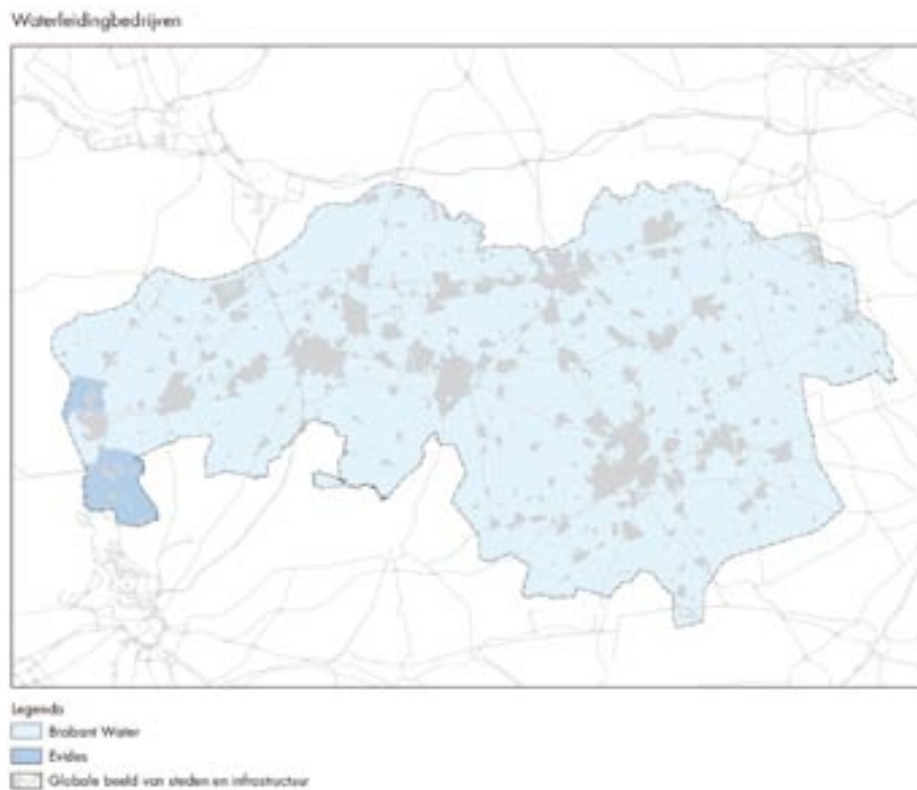 Waterleidingbedrijven
Legenda
Brabant Water
Evides
Globale beeld van steden en infrastructuur